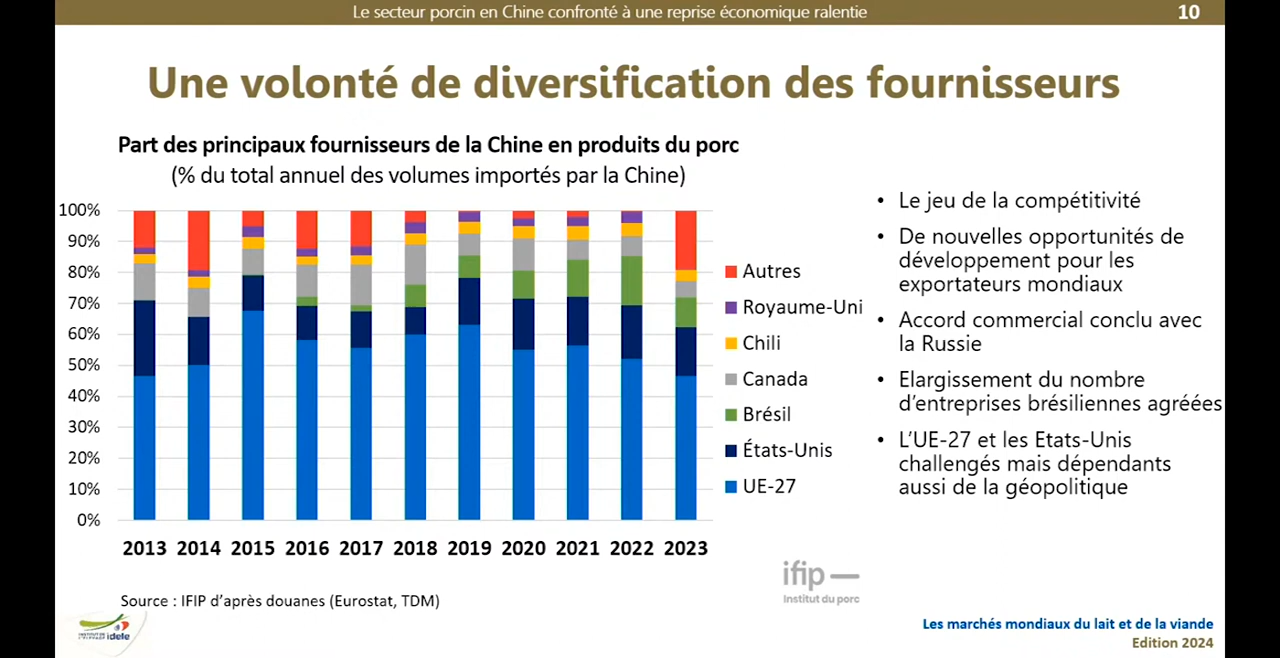 Le secteur porcin en Chine confronté à une reprise économique ralentie
10
Une volonté de diversification des fournisseurs
Part des principaux fournisseurs de la Chine en produits du porc
(% du total annuel des volumes importés par la Chine)
100%
90%
80%
70%
60%
50%
40%
30%
20%
10%
0%
2013 2014 2015 2016 2017 2018 2019 2020 2021 2022 2023
Autres
Royaume-Uni
Chili
Canada
Brésil
États-Unis
UE-27
• Le jeu de la compétitivité
• De nouvelles opportunités de
développement pour les
exportateurs mondiaux
• Accord commercial conclu avec
la Russie
• Elargissement du nombre
d’entreprises brésiliennes agréées
• L’UE-27 et les Etats-Unis
challengés mais dépendants
aussi de la géopolitique
ifip
Institut du porc
Source : IFIP d’après douanes (Eurostat, TDM)
idele
Les marchés mondiaux du lait et de la viande
Edition 2024